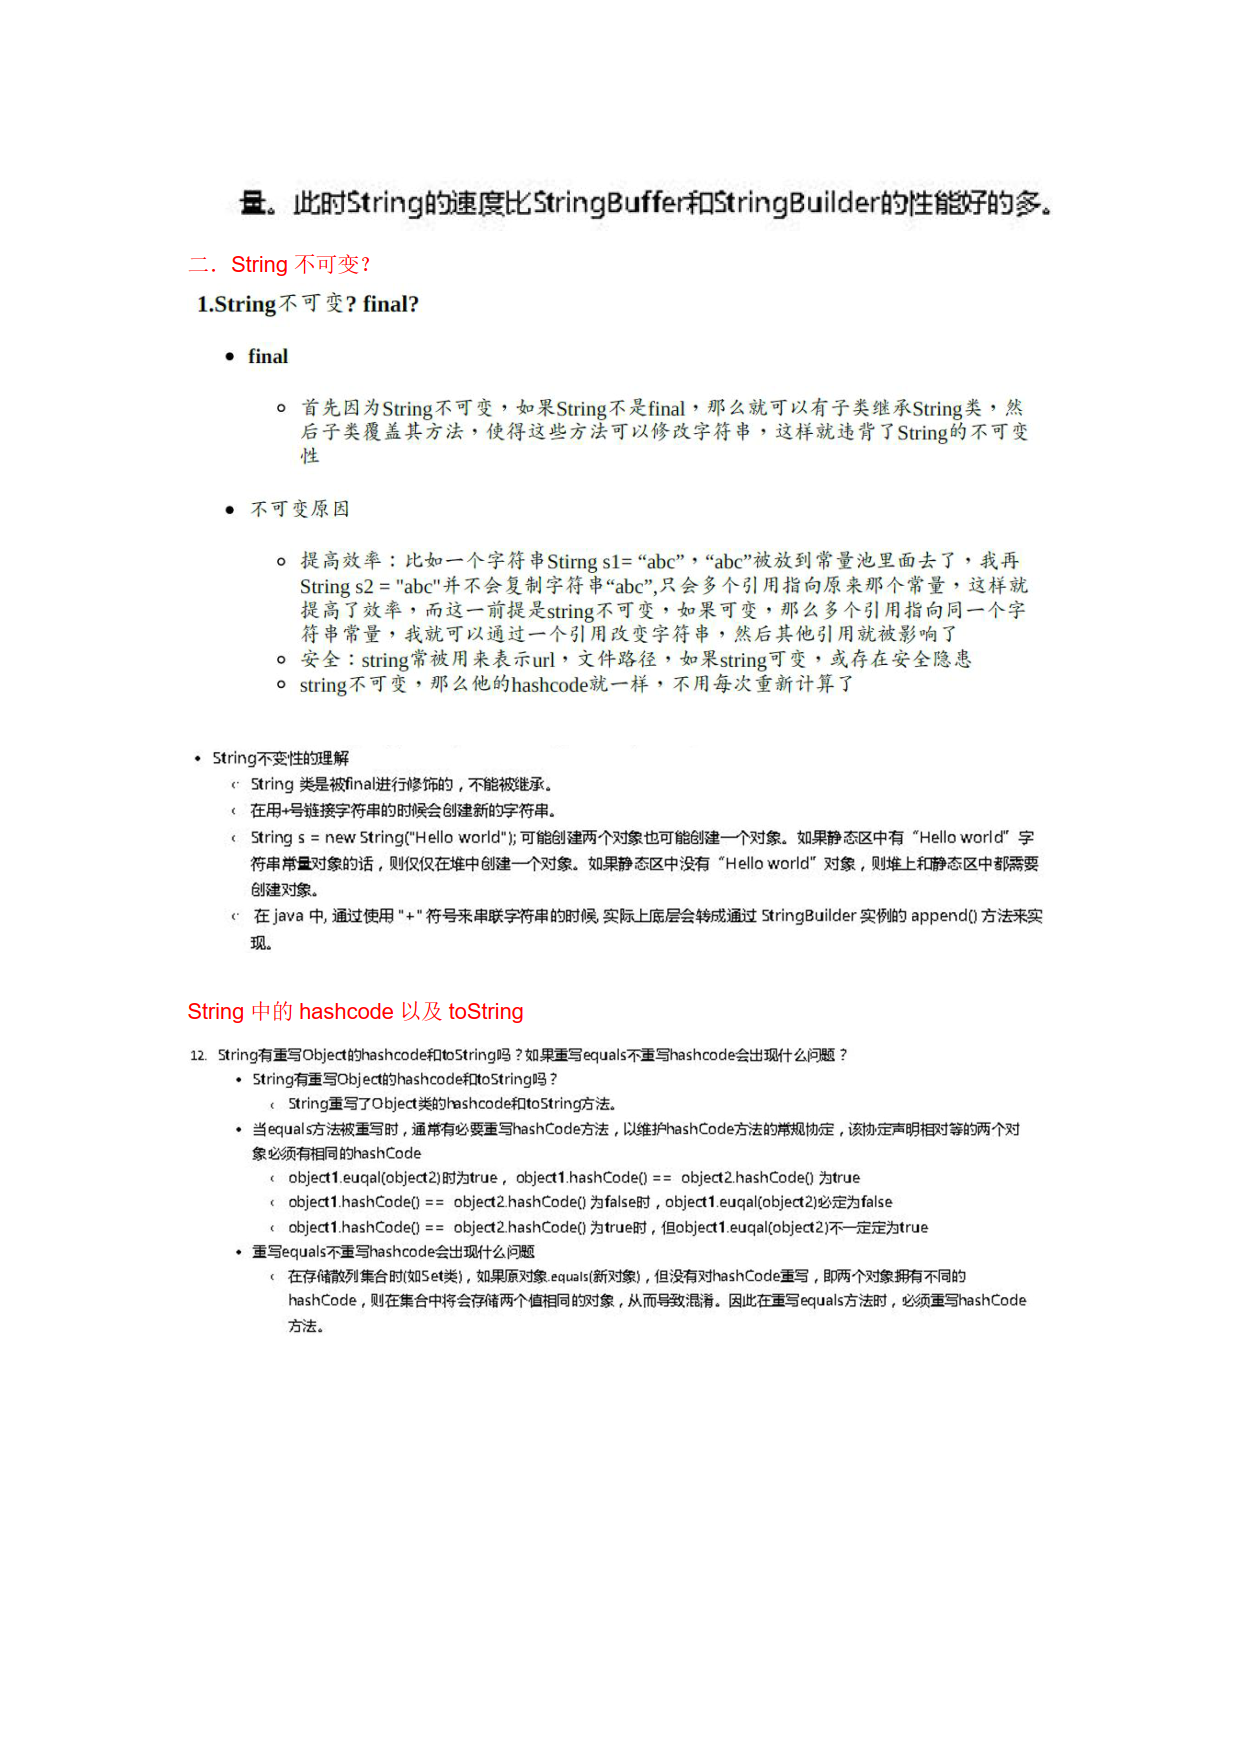 量。此时String的速度比StringBuffer和StringBuilder的性能好的多。
二．String 不可变?
1.String不可变? final?
• final
○ 首先因为String不可变，如果String不是final，那么就可以有子类继承String类，然
后子类覆盖其方法，使得这些方法可以修改字符串，这样就违背了String的不可变
性
• 不可变原因
○ 提高效率：比如一个字符串Stirng s1= “abc”，“abc”被放到常量池里面去了，我再
String s2 = "abc"并不会复制字符串“abc”,只会多个引用指向原来那个常量，这样就
提高了效率，而这一前提是string不可变，如果可变，那么多个引用指向同一个字
符串常量，我就可以通过一个引用改变字符串，然后其他引用就被影响了
○ 安全：string常被用来表示url，文件路径，如果string可变，或存在安全隐患
○ string不可变，那么他的hashcode就一样，不用每次重新计算了
• String不变性的理解
String 类是被final进行修饰的，不能被继承。
在用+号链接字符串的时候会创建新的字符串。
String s = new String("Hello world"); 可能创建两个对象也可能创建一个对象。如果静态区中有“Hello world”字
符串常量对象的话，则仅仅在堆中创建一个对象。如果静态区中没有“Hello world”对象，则堆上和静态区中都需要
创建对象。
在 java 中, 通过使用 "+" 符号来串联字符串的时候, 实际上底层会转成通过 StringBuilder 实例的 append() 方法来实
现。
String 中的 hashcode 以及 toString
12. String有重写Object的hashcode和toString吗？如果重写equals不重写hashcode会出现什么问题？
• String有重写Object的hashcode和toString吗？
String重写了Object类的hashcode和toString方法。
• 当equals方法被重写时，通常有必要重写hashCode方法，以维护hashCode方法的常规协定，该协定声明相对等的两个对
象必须有相同的hashCode
object1.euqal(object2)时为true， object1.hashCode() == object2.hashCode() 为true
object1.hashCode() == object2.hashCode() 为false时，object1.euqal(object2)必定为false
object1.hashCode() == object2.hashCode() 为true时，但object1.euqal(object2)不一定定为true
• 重写equals不重写hashcode会出现什么问题
在存储散列集合时(如Set类)，如果原对象.equals(新对象)，但没有对hashCode重写，即两个对象拥有不同的
hashCode，则在集合中将会存储两个值相同的对象，从而导致混淆。因此在重写equals方法时，必须重写hashCode
方法。